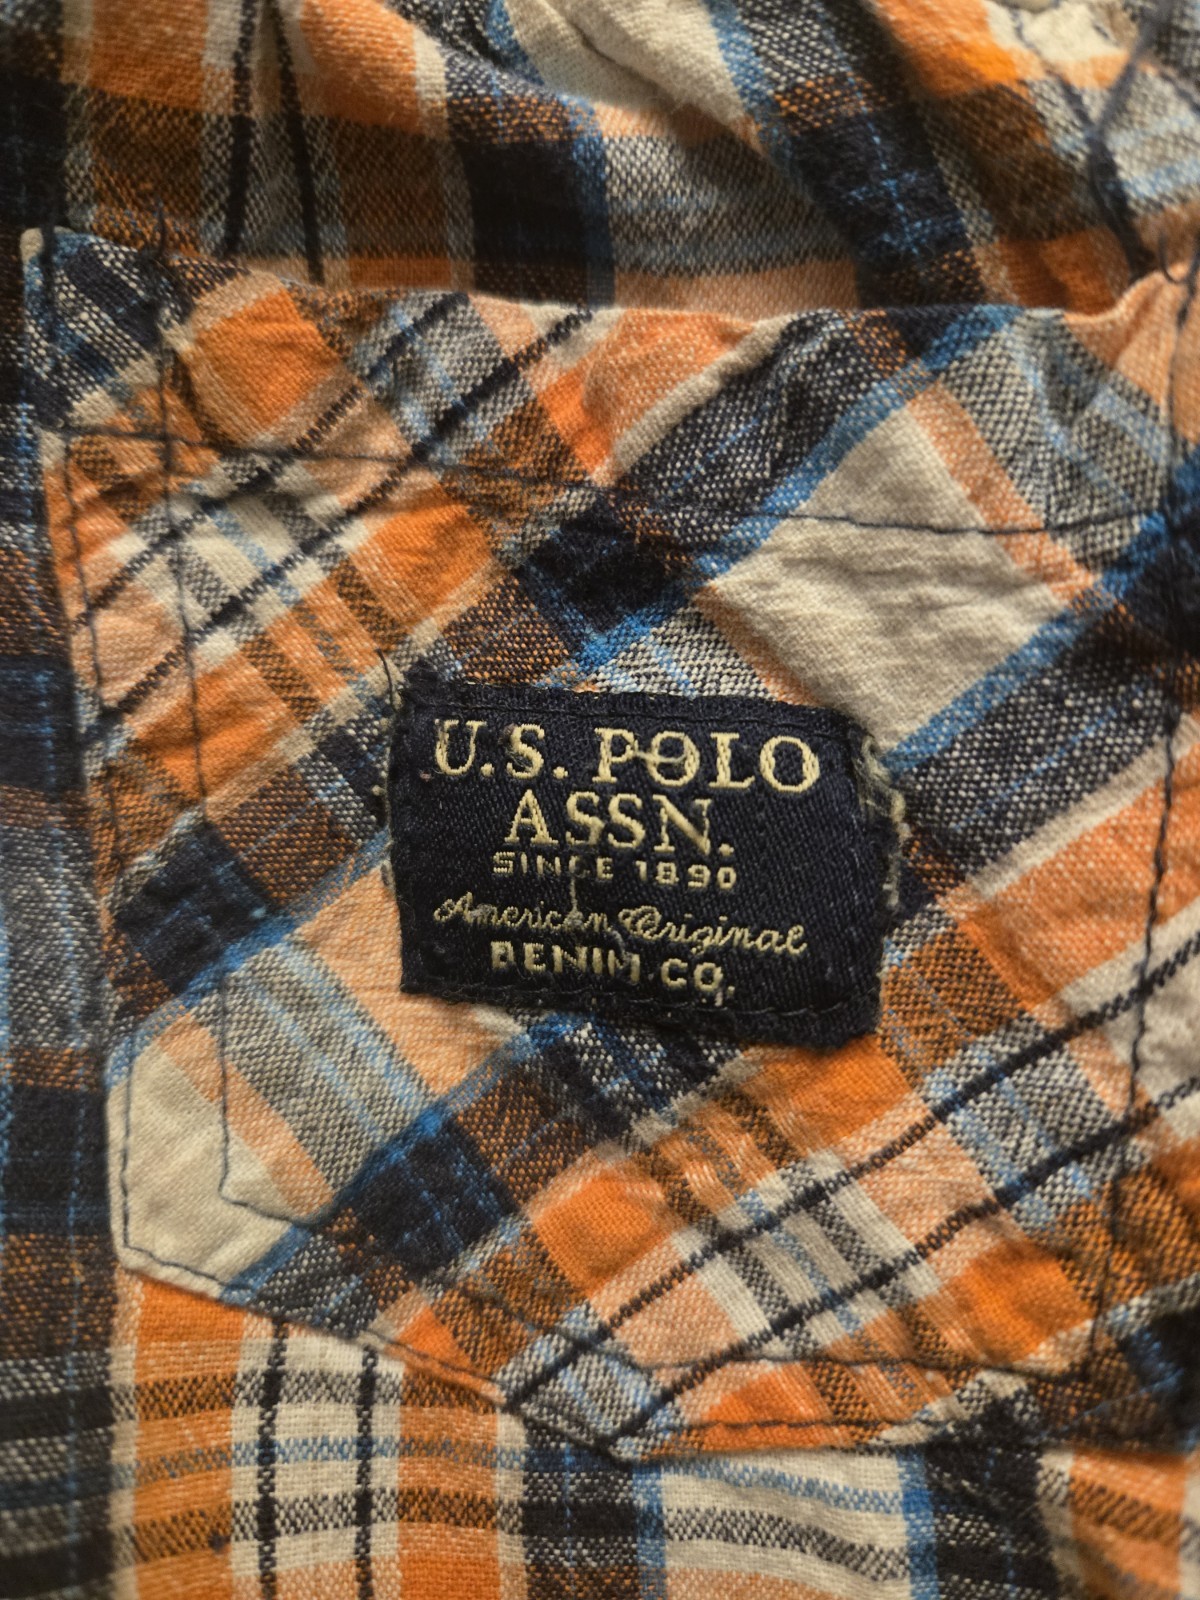 U.S. POLO
ASSN.
SINCE 1890
American Original
DENIM CO.